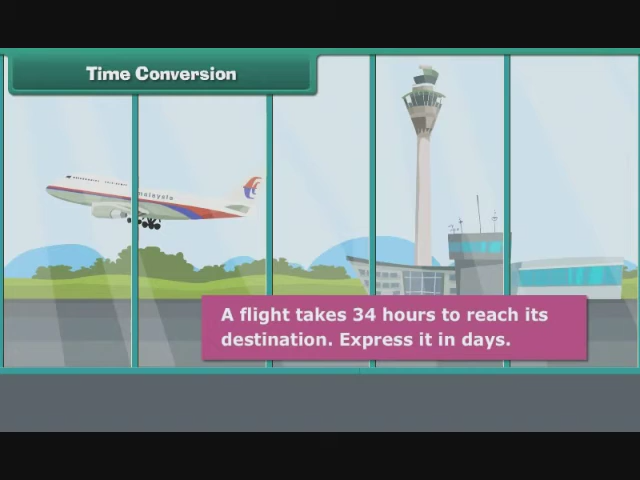 Time Conversion
malaysia
A flight takes 34 hours to reach its
destination. Express it in days.